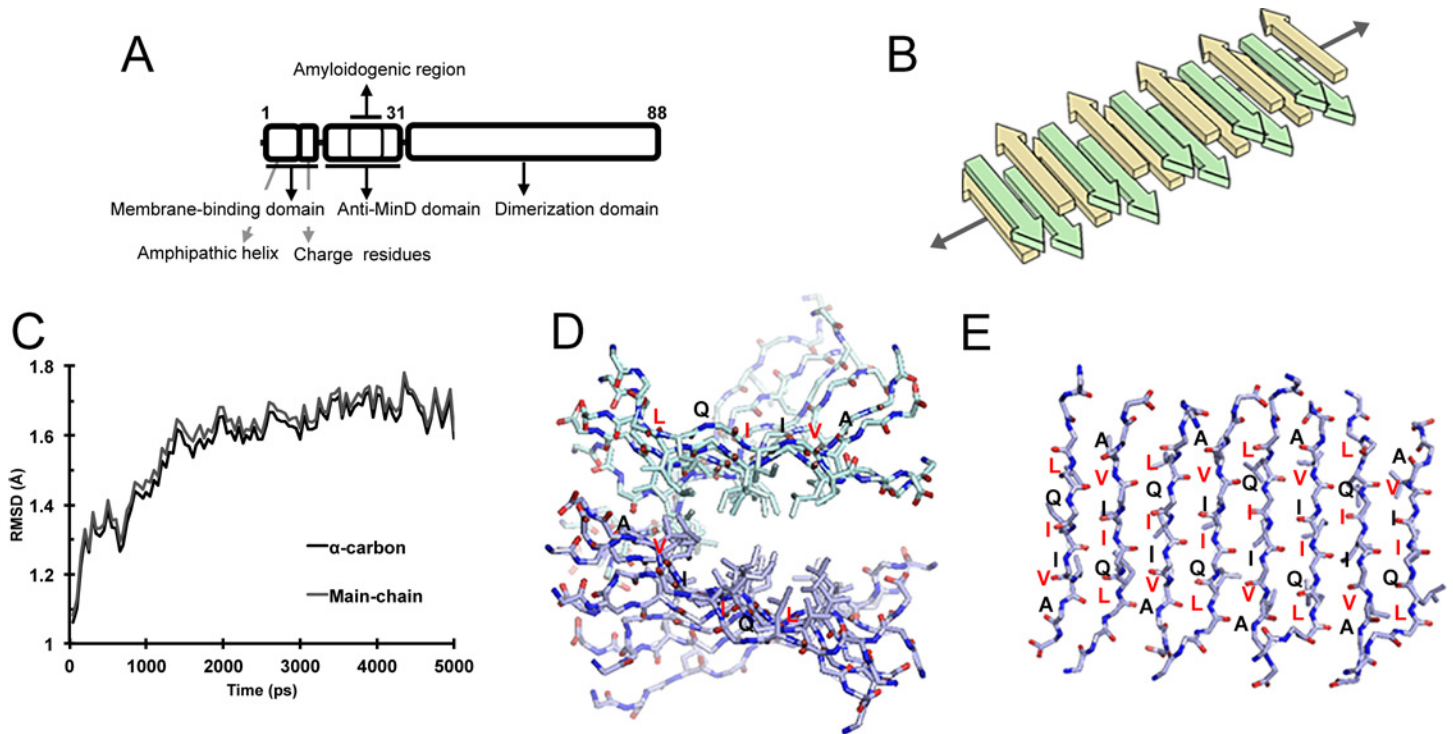 A
Amyloidogenic region
1 31 88
Membrane-binding domain Anti-MinD domain Dimerization domain
Amphipathic helix Charge residues
B
C
RMSD (Å)
1.8
1.6
1.4
1.2
1
α-carbon
Main-chain
0 1000 2000 3000 4000 5000
Time (ps)
D
L Q I I V A
A V I I Q L
E
A A A A
L V L V L V L V
Q Q Q Q
I I I I I I I I
I I I I I I I I
V Q V Q V Q V Q
A L A L A L A L